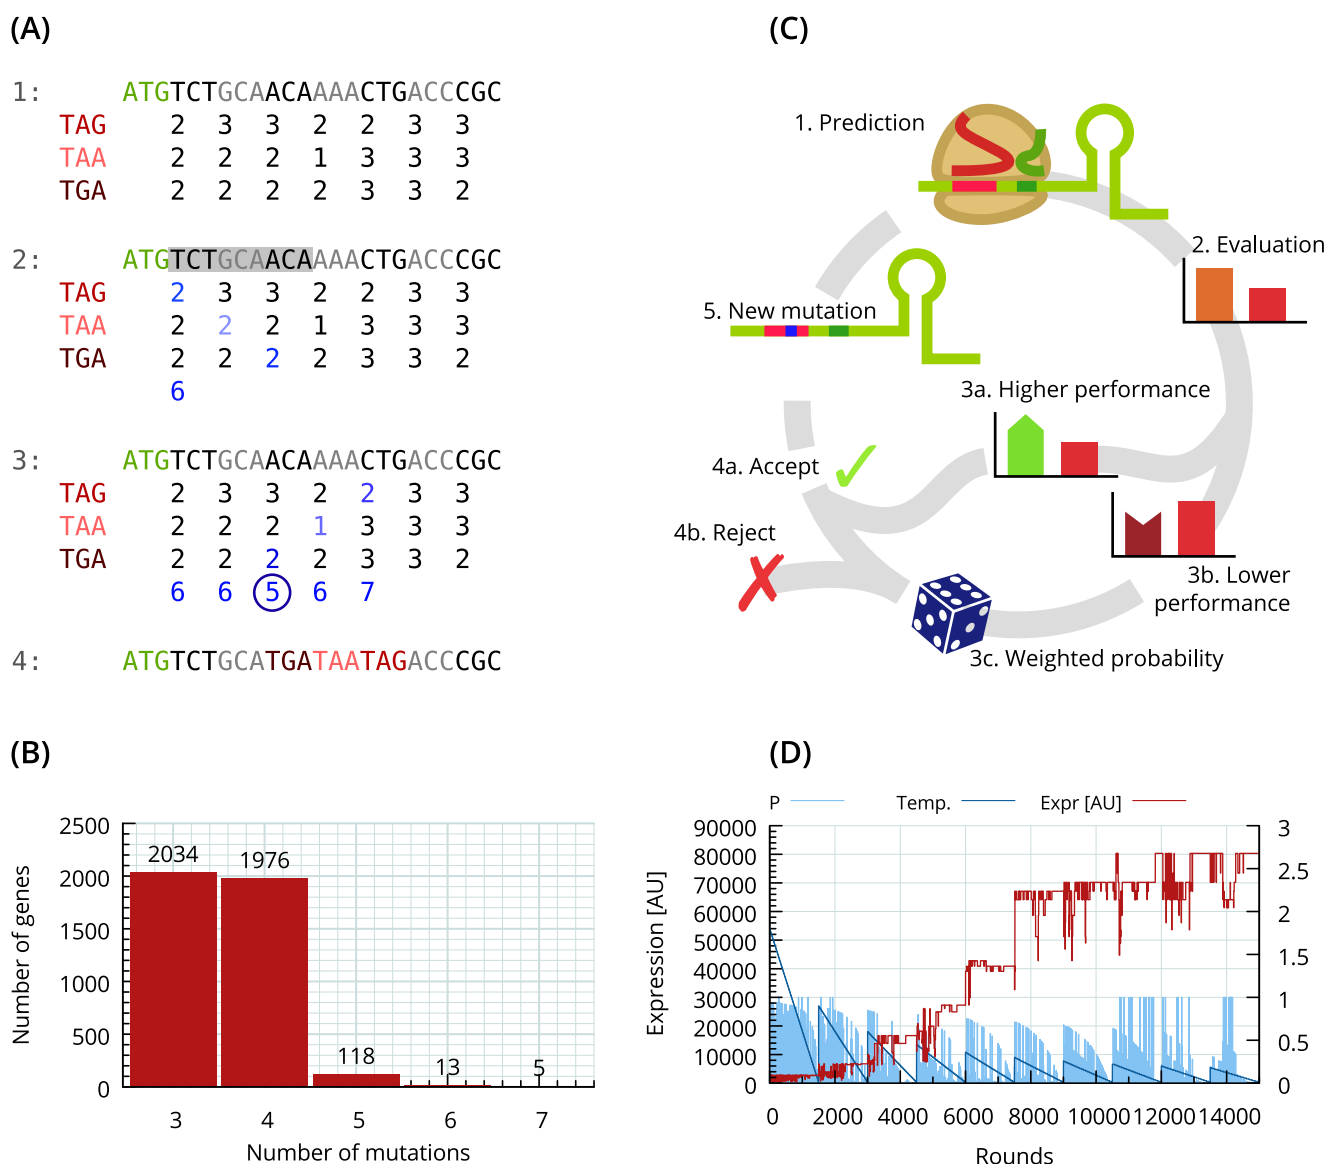 (A)
1: ATGTCTGCAACAAAACTGACCCGC
TAG 2 3 3 2 2 3 3
TAA 2 2 2 1 3 3 3
TGA 2 2 2 2 3 3 2
2: ATGTCTGCAACAAAACTGACCCGC
TAG 2 3 3 2 2 3 3
TAA 2 2 2 1 3 3 3
TGA 2 2 2 2 3 3 2
6
3: ATGTCTGCAACAAAACTGACCCGC
TAG 2 3 3 2 2 3 3
TAA 2 2 2 1 3 3 3
TGA 2 2 2 2 3 3 2
6 6 5 6 7
4: ATGTCTGCATGATAATAGACCCGC
(C)
1. Prediction
2. Evaluation
5. New mutation
3a. Higher performance
4a. Accept
4b. Reject
3b. Lower
performance
3c. Weighted probability
(B)
Number of genes
2500
2000
1500
1000
500
0
2034
1976
118
13
5
3 4 5 6 7
Number of mutations
(D)
P Temp. Expr [AU]
Expression [AU]
90000
80000
70000
60000
50000
40000
30000
20000
10000
0
3
2.5
2
1.5
1
0.5
0
0 2000 4000 6000 8000 10000 12000 14000
Rounds